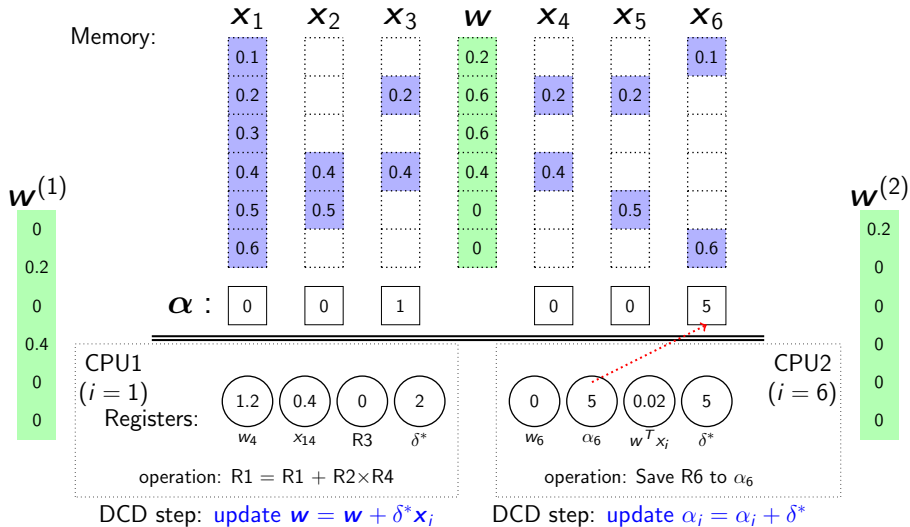 Memory: x₁ x₂ x₃ w x₄ x₅ x₆
0.1 0.2 0.1
0.2 0.2 0.6 0.2 0.2
0.3 0.6
0.4 0.4 0.4 0.4 0.4
0.5 0.5 0 0.5
0.6 0 0.6
w⁽¹⁾
0
0.2
0
0.4
0
0
w⁽²⁾
0.2
0
0
0
0
0
α : 0 0 1 0 0 5
CPU1
(i = 1)
Registers: 1.2 0.4 0 2
w₄ x₁₄ R3 δ*
operation: R1 = R1 + R2×R4
DCD step: update w = w + δ*xᵢ
CPU2
(i = 6)
0 5 0.02 5
w₆ α₆ wᵀxᵢ δ*
operation: Save R6 to α₆
DCD step: update αᵢ = αᵢ + δ*